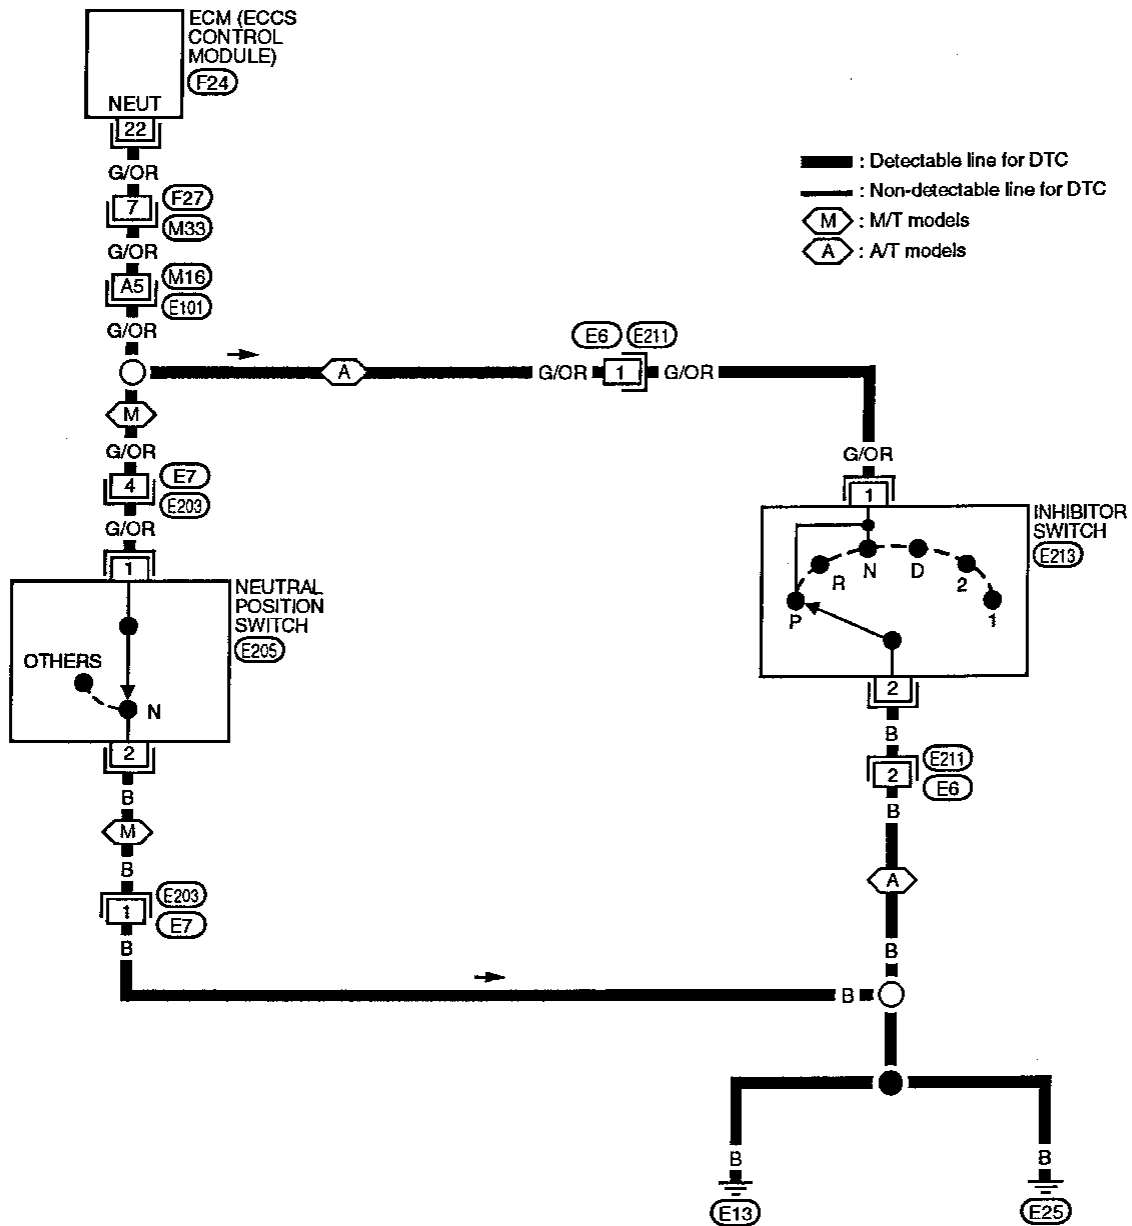 ECM (ECCS
CONTROL
MODULE)
F24
NEUT
22
G/OR
7
F27
M33
G/OR
A5
M16
E101
G/OR
: Detectable line for DTC
: Non-detectable line for DTC
M : M/T models
A : A/T models
A
E6 E211
G/OR 1 G/OR
M
G/OR
4
E7
E203
G/OR
1
NEUTRAL
POSITION
SWITCH
E205
OTHERS
N
2
B
M
B
1
E203
E7
B
G/OR
1
INHIBITOR
SWITCH
E213
P R N D 2 1
2
B
2
E211
E6
B
A
B
B
B
E13
B
E25